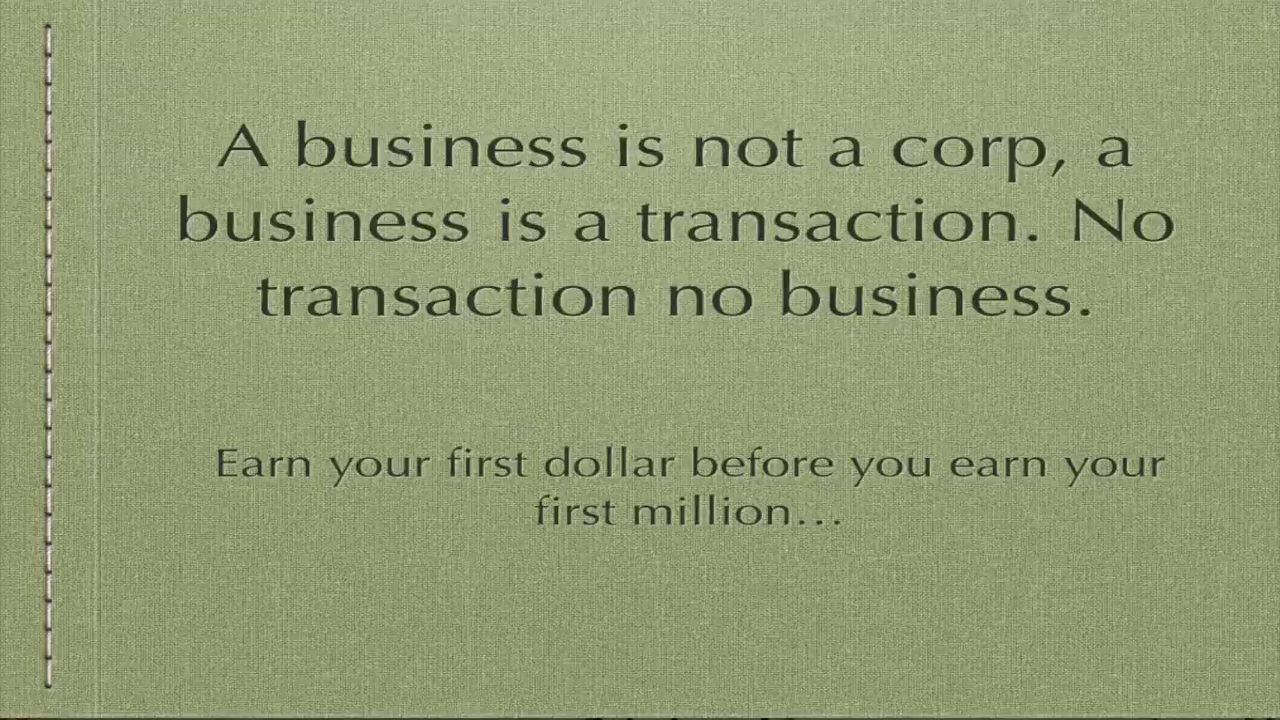 A business is not a corp, a
business is a transaction. No
transaction no business.
Earn your first dollar before you earn your
first million…